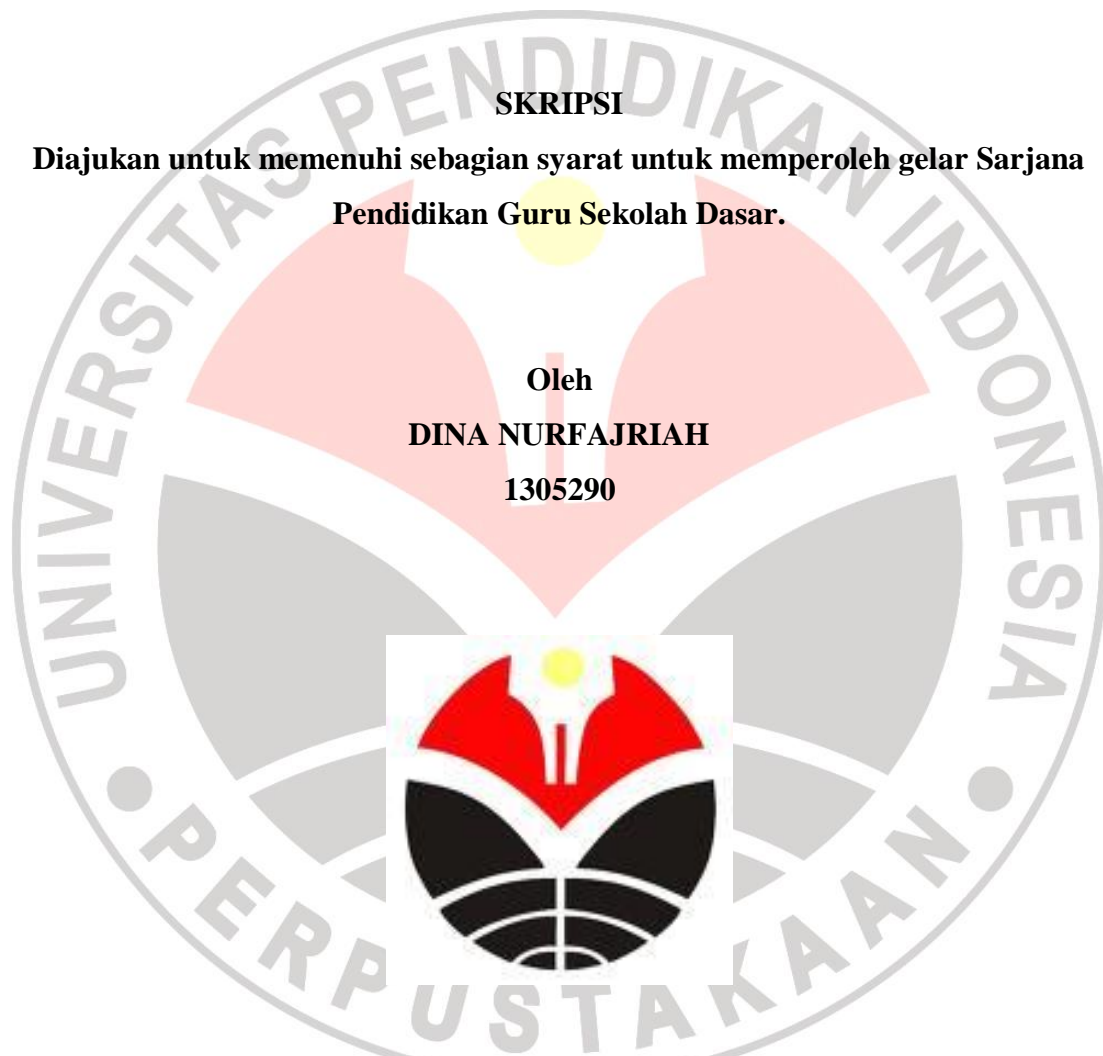 SKRIPSI
Diajukan untuk memenuhi sebagian syarat untuk memperoleh gelar Sarjana
Pendidikan Guru Sekolah Dasar.
Oleh
DINA NURFAJRIAH
1305290
UNIVERSITAS PENDIDIKAN INDONESIA
PERPUSTAKAAN